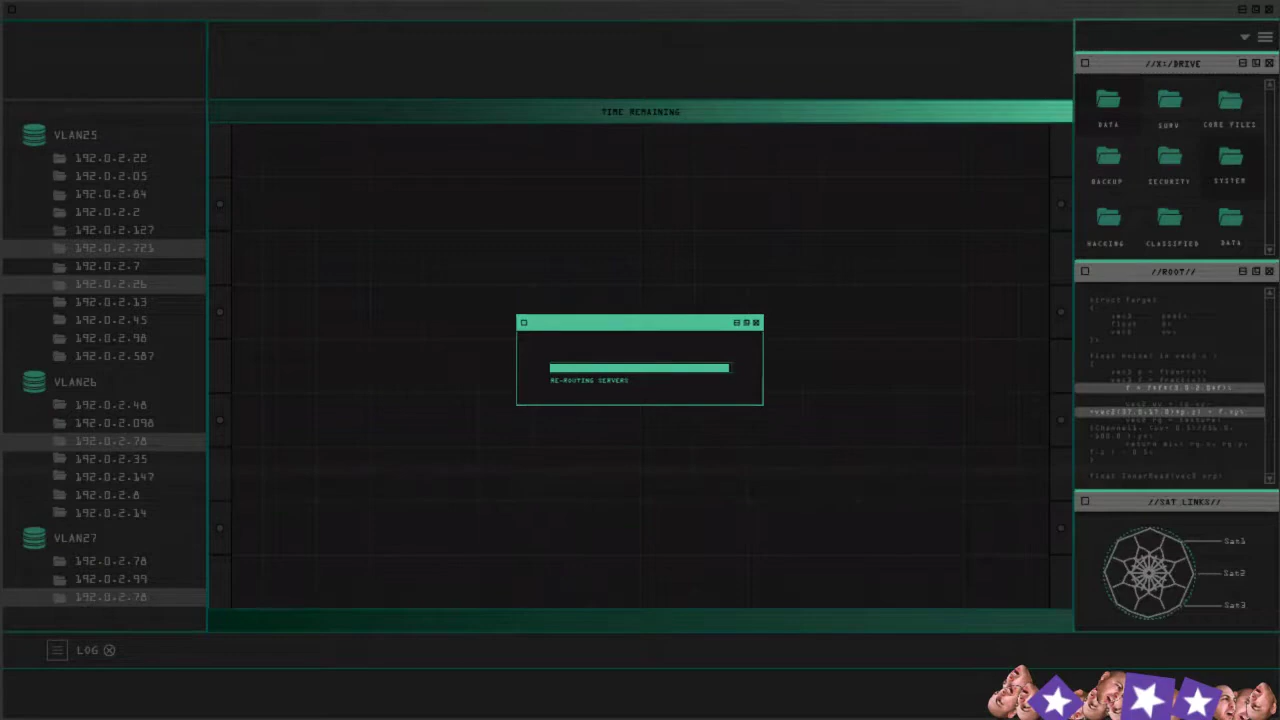 TIME REMAINING
VLAN25
192.0.2.22
192.0.2.05
192.0.2.84
192.0.2.2
192.0.2.127
192.0.2.721
192.0.2.7
192.0.2.26
192.0.2.13
192.0.2.45
192.0.2.98
192.0.2.587
VLAN26
192.0.2.48
192.0.2.098
192.0.2.78
192.0.2.35
192.0.2.147
192.0.2.8
192.0.2.14
VLAN27
192.0.2.78
192.0.2.99
192.0.2.78
LOG
RE-ROUTING SERVERS
//X:/DRIVE
DATA
SURV
CORE FILES
BACKUP
SECURITY
SYSTEM
HACKING
CLASSIFIED
DATA
//ROOT//
struct Target
//SAT LINKS//
Sat1
Sat2
Sat3